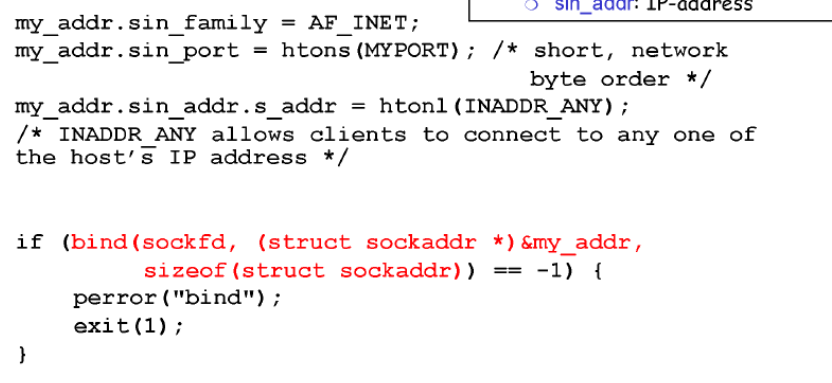 ○ sin_addr: IP-address
my_addr.sin_family = AF_INET;
my_addr.sin_port = htons(MYPORT); /* short, network
byte order */
my_addr.sin_addr.s_addr = htonl(INADDR_ANY);
/* INADDR_ANY allows clients to connect to any one of
the host's IP address */
if (bind(sockfd, (struct sockaddr *)&my_addr,
sizeof(struct sockaddr)) == -1) {
perror("bind");
exit(1);
}